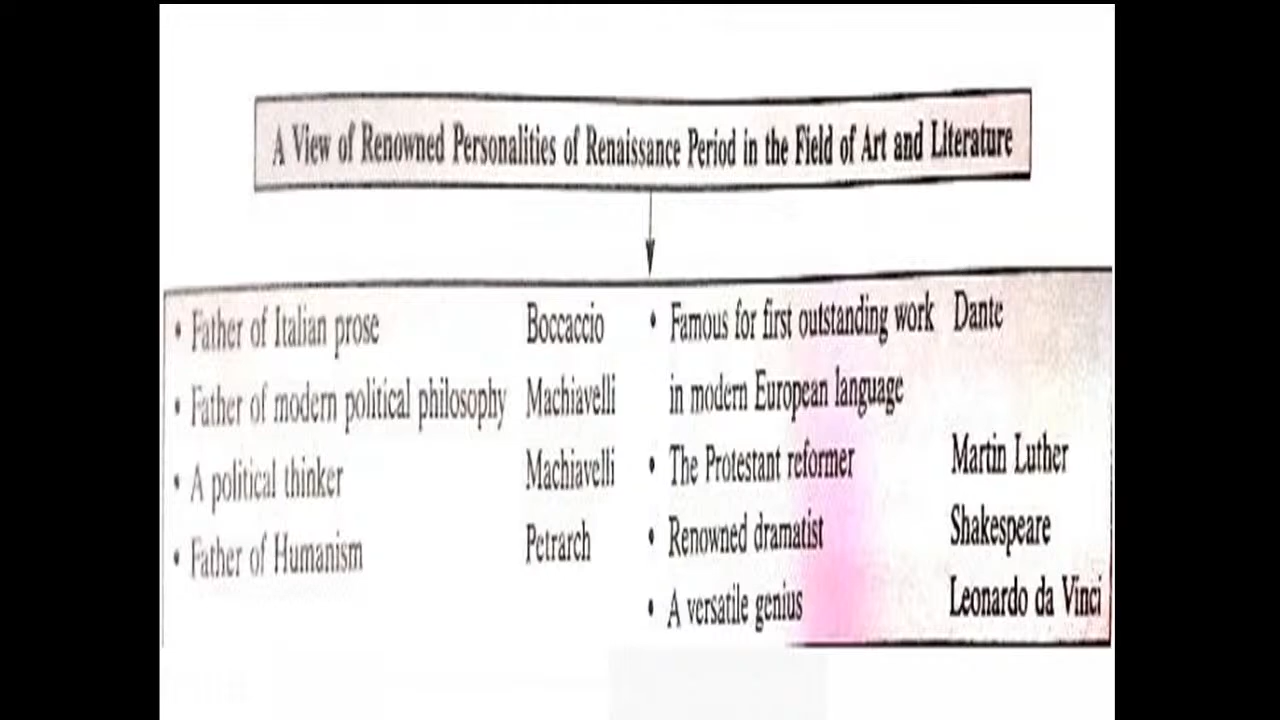 A View of Renowned Personalities of Renaissance Period in the Field of Art and Literature
• Father of Italian prose Boccaccio
• Father of modern political philosophy Machiavelli
• A political thinker Machiavelli
• Father of Humanism Petrarch
• Famous for first outstanding work Dante
in modern European language
• The Protestant reformer Martin Luther
• Renowned dramatist Shakespeare
• A versatile genius Leonardo da Vinci